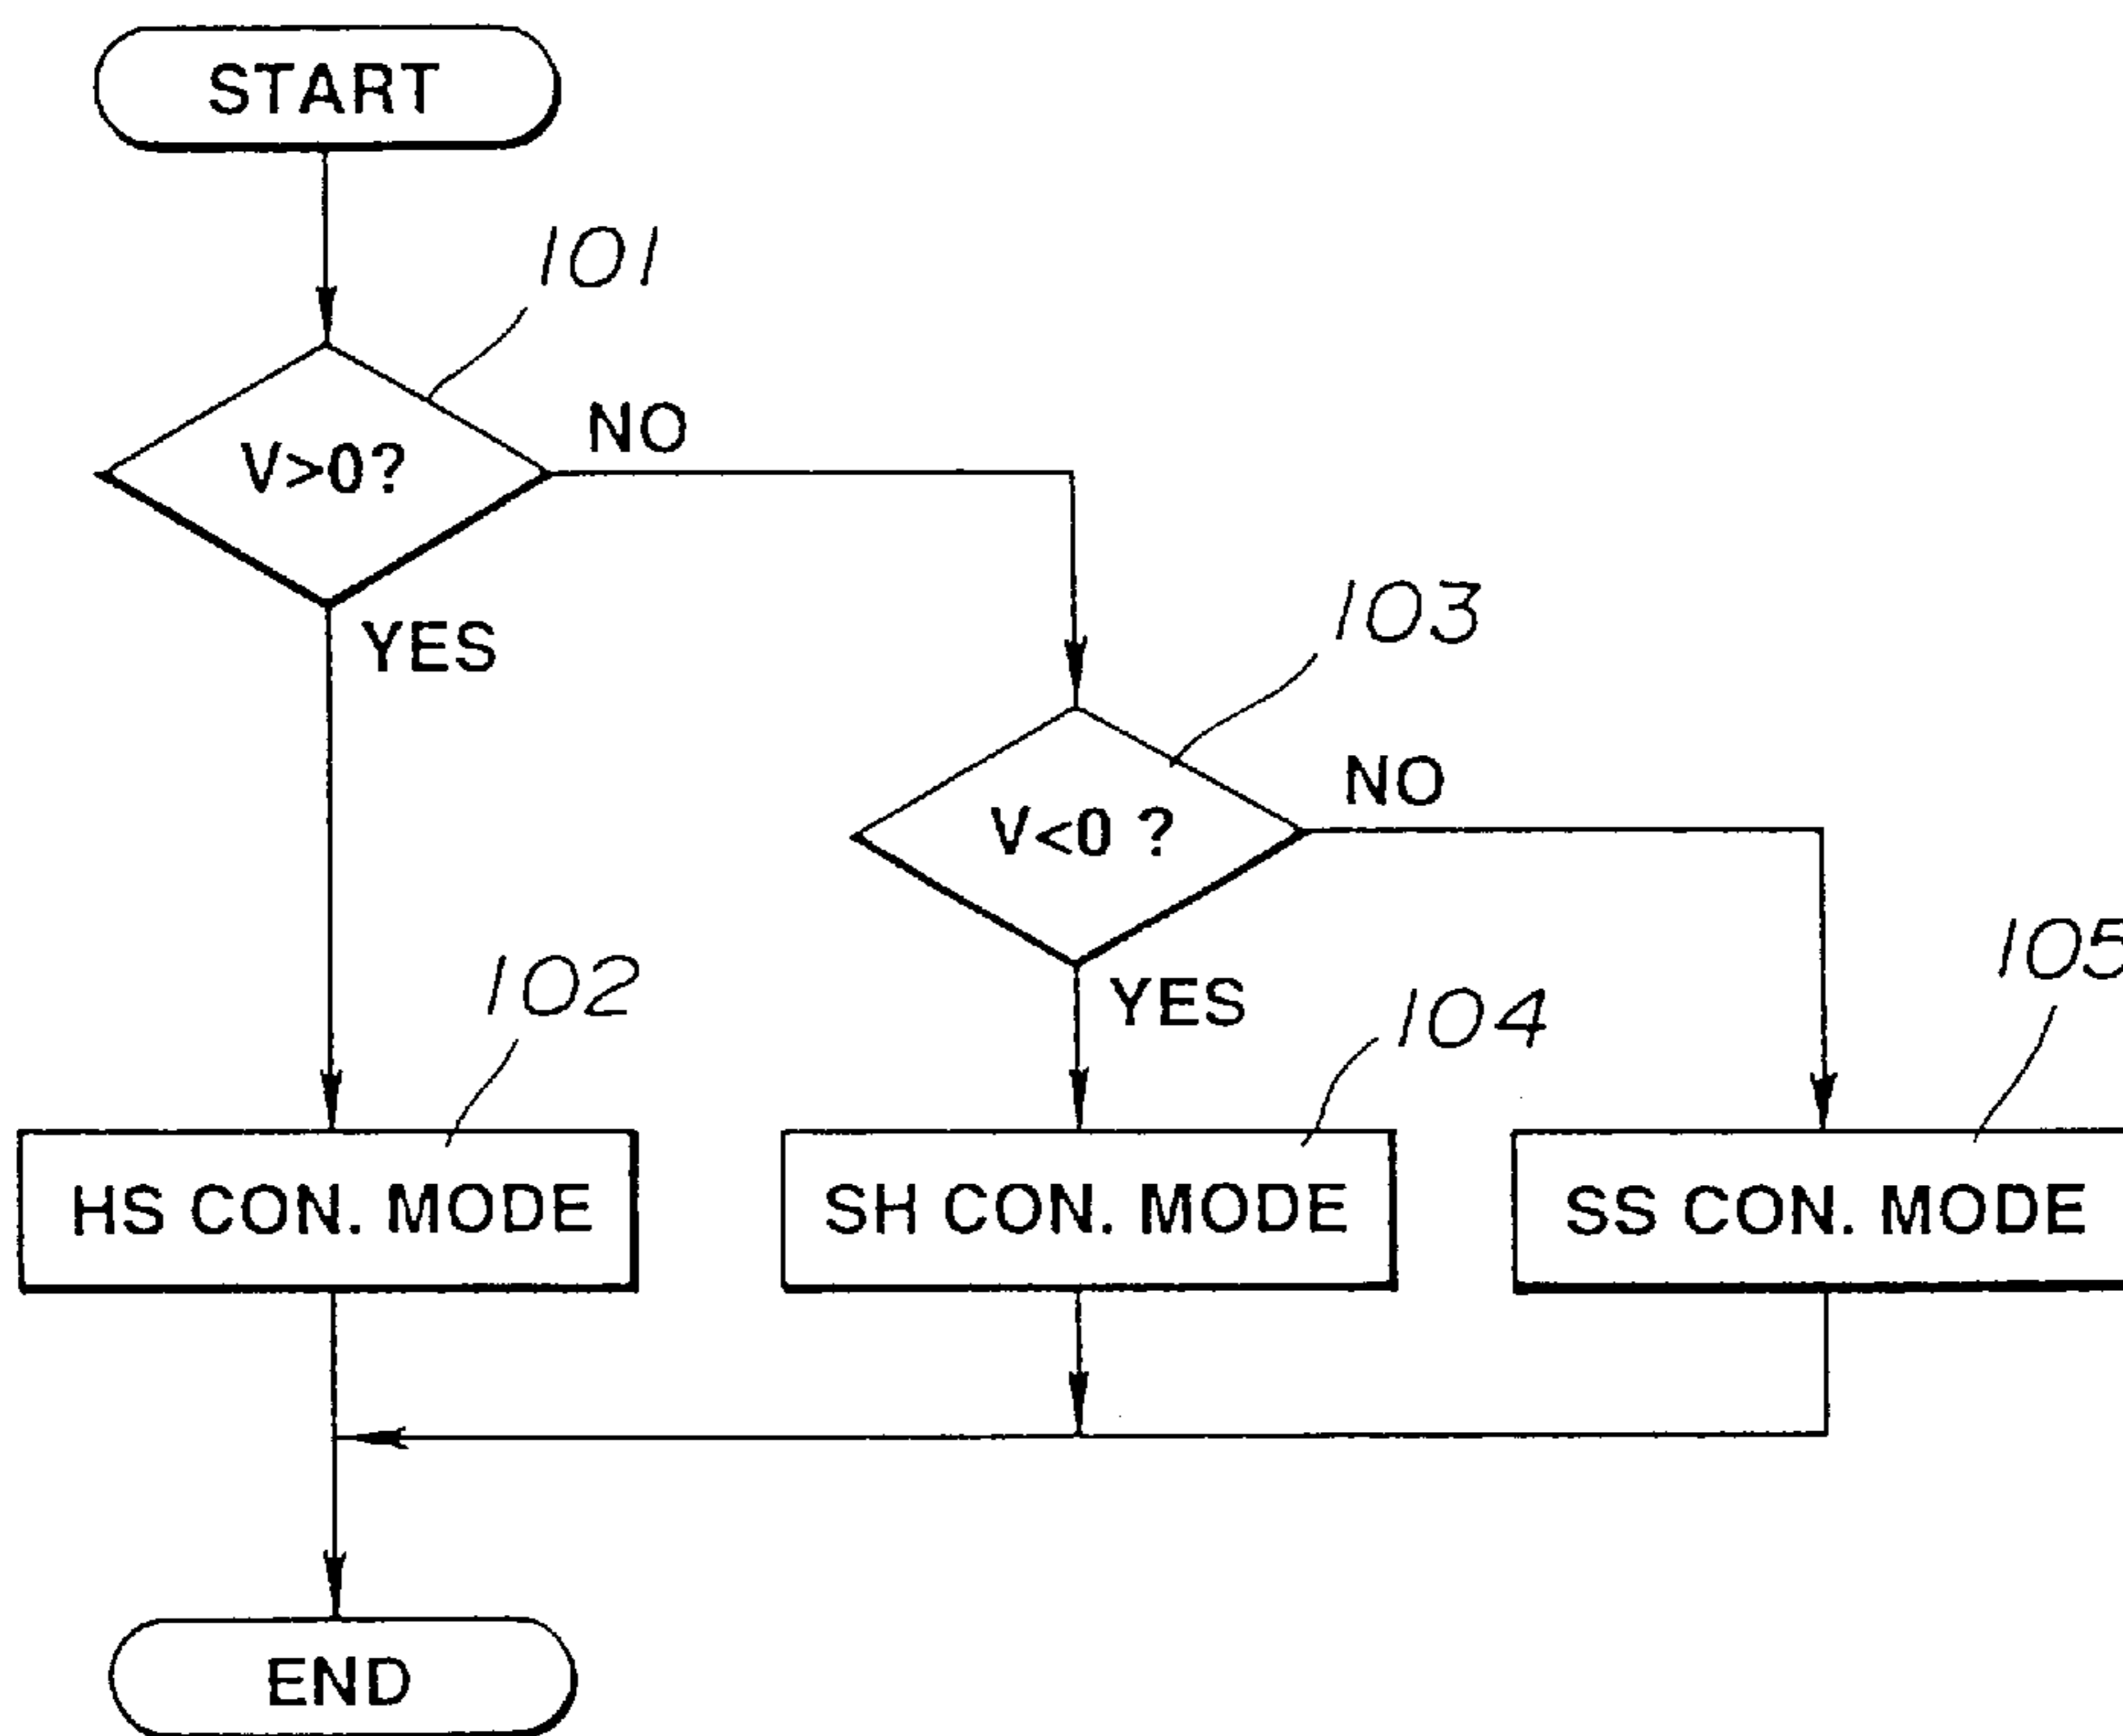 START
101
V>0?
NO
YES
103
V<0 ?
NO
YES
102
104
105
HS CON. MODE
SH CON. MODE
SS CON. MODE
END